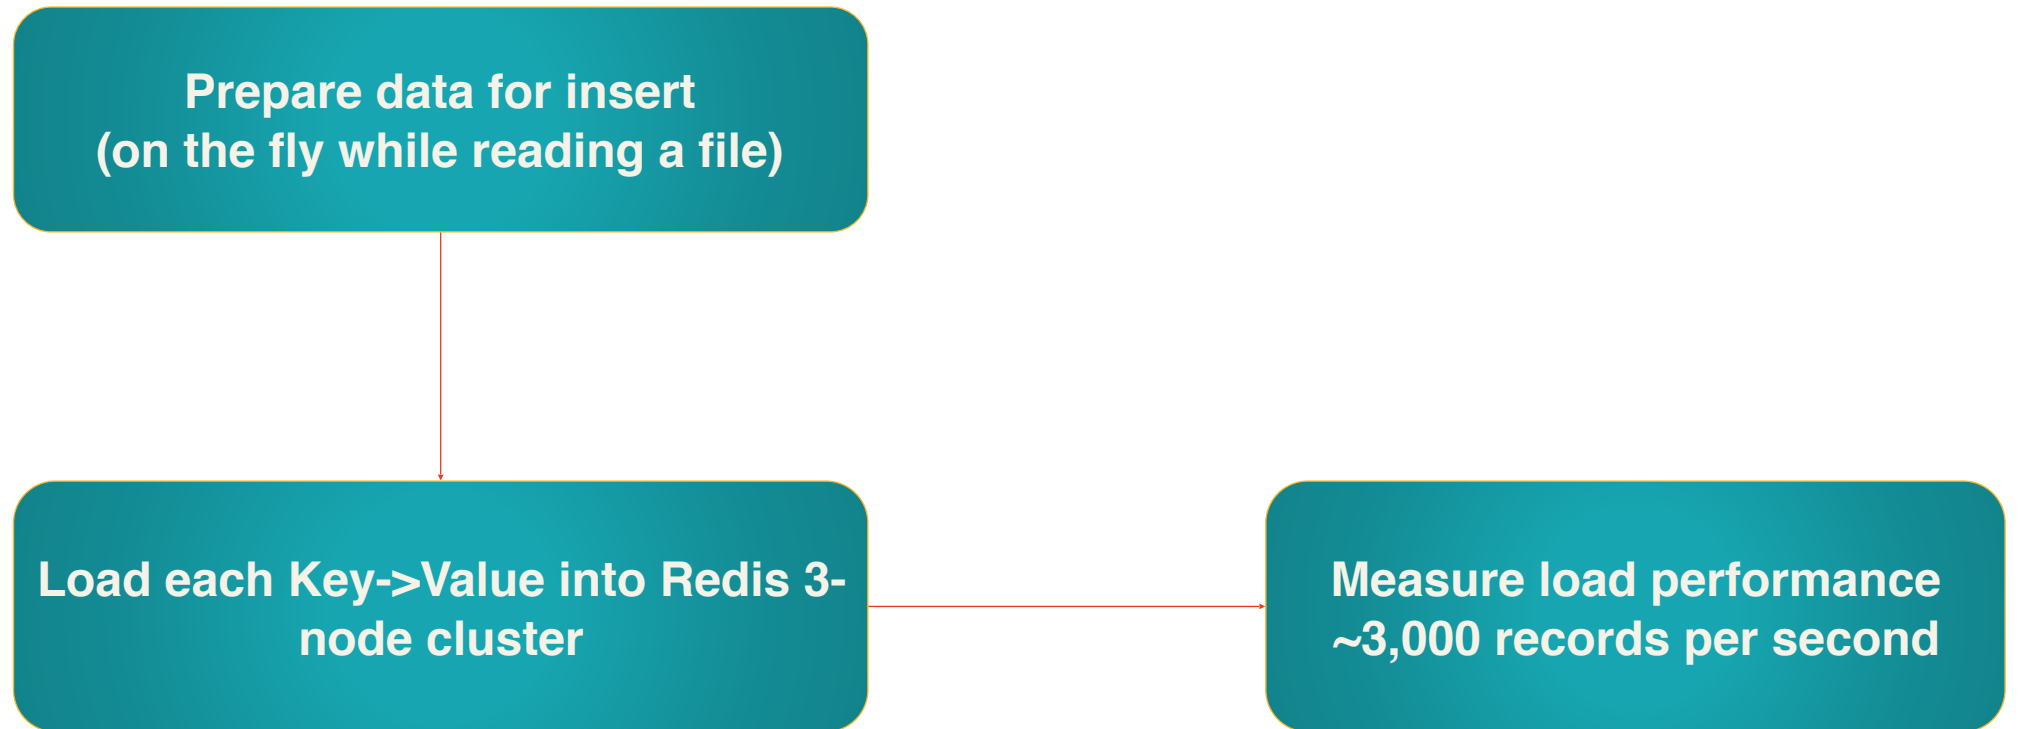 Prepare data for insert
(on the fly while reading a file)
Load each Key->Value into Redis 3-
node cluster
Measure load performance
~3,000 records per second